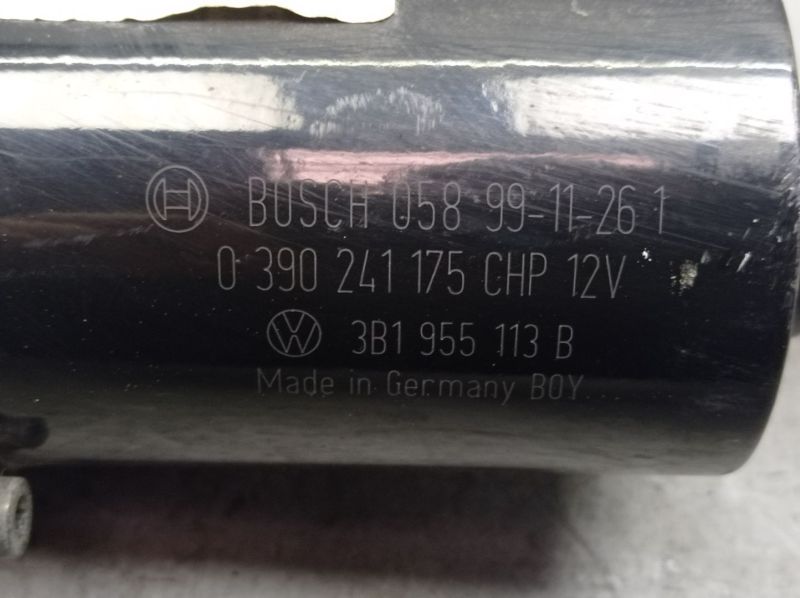 BOSCH 058 99-11-26 1
0 390 241 175 CHP 12V
3B1 955 113 B
Made in Germany BOY